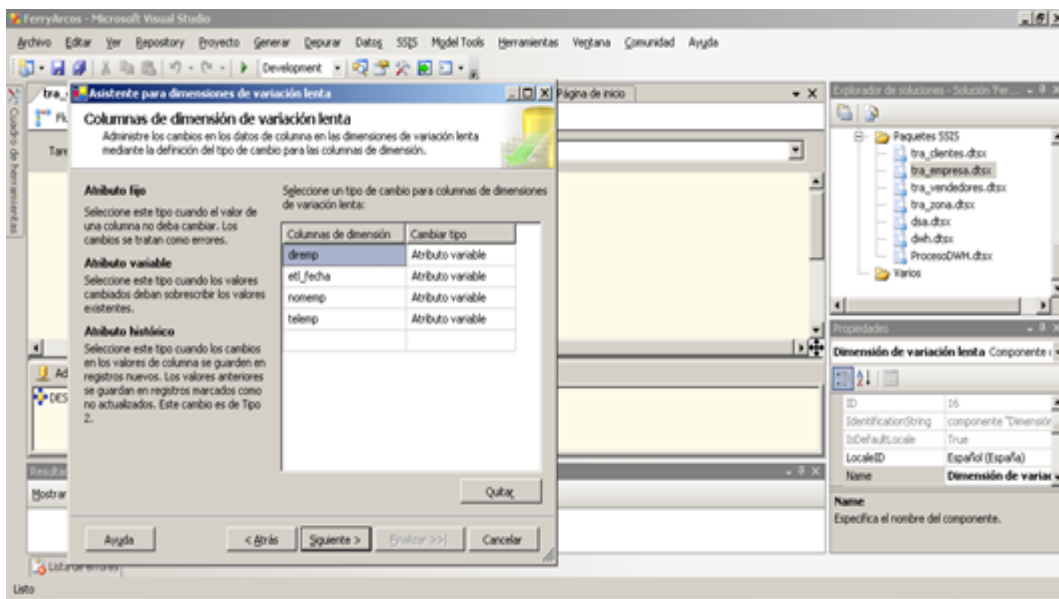 FerryArcos - Microsoft Visual Studio
Archivo Editar Ver Repository Proyecto Generar Depurar Datos SSIS Model Tools Herramientas Ventana Comunidad Ayuda
Development
Cuadro de herramientas
tra_
Asistente para dimensiones de variación lenta
Página de inicio
Columnas de dimensión de variación lenta
Administre los cambios en los datos de columna en las dimensiones de variación lenta
mediante la definición del tipo de cambio para las columnas de dimensión.
Atributo fijo
Seleccione este tipo cuando el valor de
una columna no deba cambiar. Los
cambios se tratan como errores.
Atributo variable
Seleccione este tipo cuando los valores
cambiados deban sobrescribir los valores
existentes.
Atributo histórico
Seleccione este tipo cuando los cambios
en los valores de columna se guarden en
registros nuevos. Los valores anteriores
se guardan en registros marcados como
no actualizados. Este cambio es de Tipo
2.
Seleccione un tipo de cambio para columnas de dimensiones
de variación lenta:
Columnas de dimensión Cambiar tipo
diremp Atributo variable
etl_fecha Atributo variable
nomemp Atributo variable
telemp Atributo variable
Quitar
Ayuda < Atrás Siguiente > Finalizar >>| Cancelar
Tare
Ad
DES
Resulta
Mostrar
Lista de errores
Listo
Explorador de soluciones - Solución
Paquetes SSIS
tra_clientes.dtsx
tra_empresa.dtsx
tra_vendedores.dtsx
tra_zona.dtsx
dsa.dtsx
dwh.dtsx
ProcesoDWH.dtsx
Varios
Propiedades
Dimensión de variación lenta Componente
ID 16
IdentificationString componente "Dimensión
IsDefaultLocale True
LocaleID Español (España)
Name Dimensión de variac
Name
Especifica el nombre del componente.